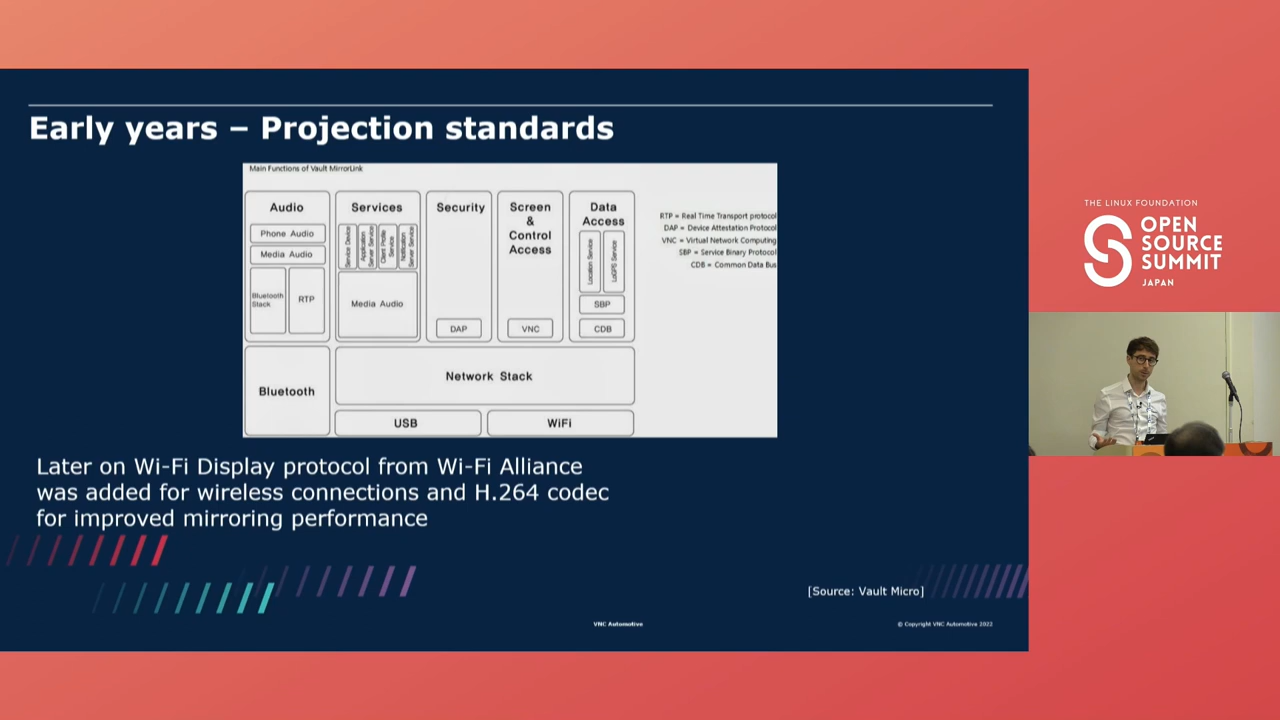 Early years – Projection standards
Main Functions of Vault MirrorLink
Audio
Phone Audio
Media Audio
Bluetooth
Stack
RTP
Services
Service Device
Application
Server Service
Client Profile
Service
Notification
Server Service
Media Audio
Security
DAP
Screen
&
Control
Access
VNC
Data
Access
Location Service
SBP
CDB
RTP = Real Time Transport protocol
DAP = Device Attestation Protocol
VNC = Virtual Network Computing
SBP = Service Binary Protocol
CDB = Common Data Bus
Bluetooth
Network Stack
USB
WiFi
Later on Wi-Fi Display protocol from Wi-Fi Alliance
was added for wireless connections and H.264 codec
for improved mirroring performance
[Source: Vault Micro]
VNC Automotive
© Copyright VNC Automotive 2022
THE LINUX FOUNDATION
OPEN
SOURCE
SUMMIT
JAPAN